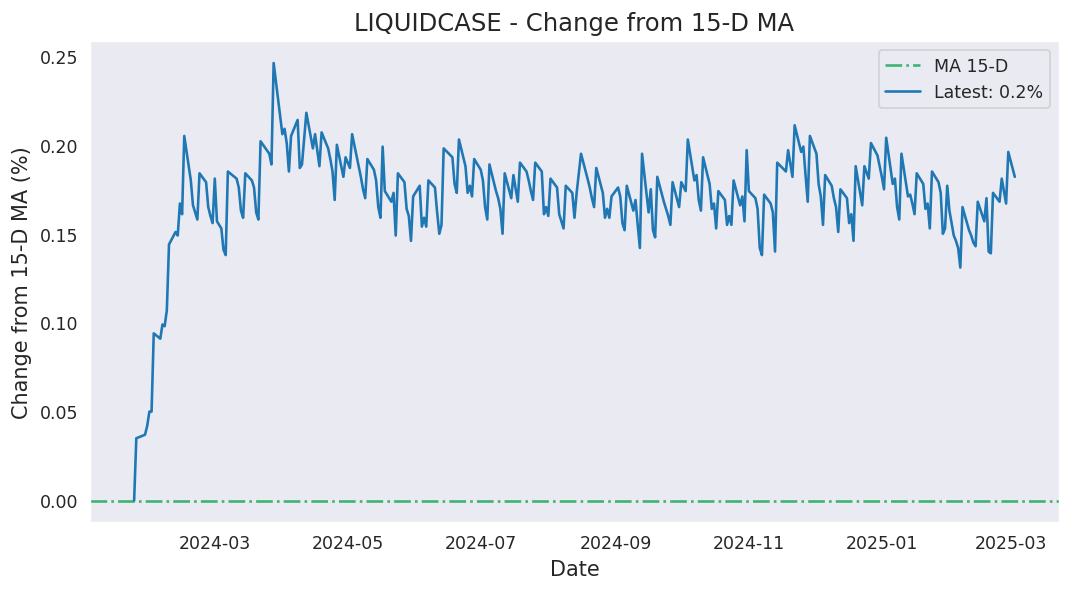 LIQUIDCASE - Change from 15-D MA
Change from 15-D MA (%)
0.25
0.20
0.15
0.10
0.05
0.00
MA 15-D
Latest: 0.2%
2024-03 2024-05 2024-07 2024-09 2024-11 2025-01 2025-03
Date